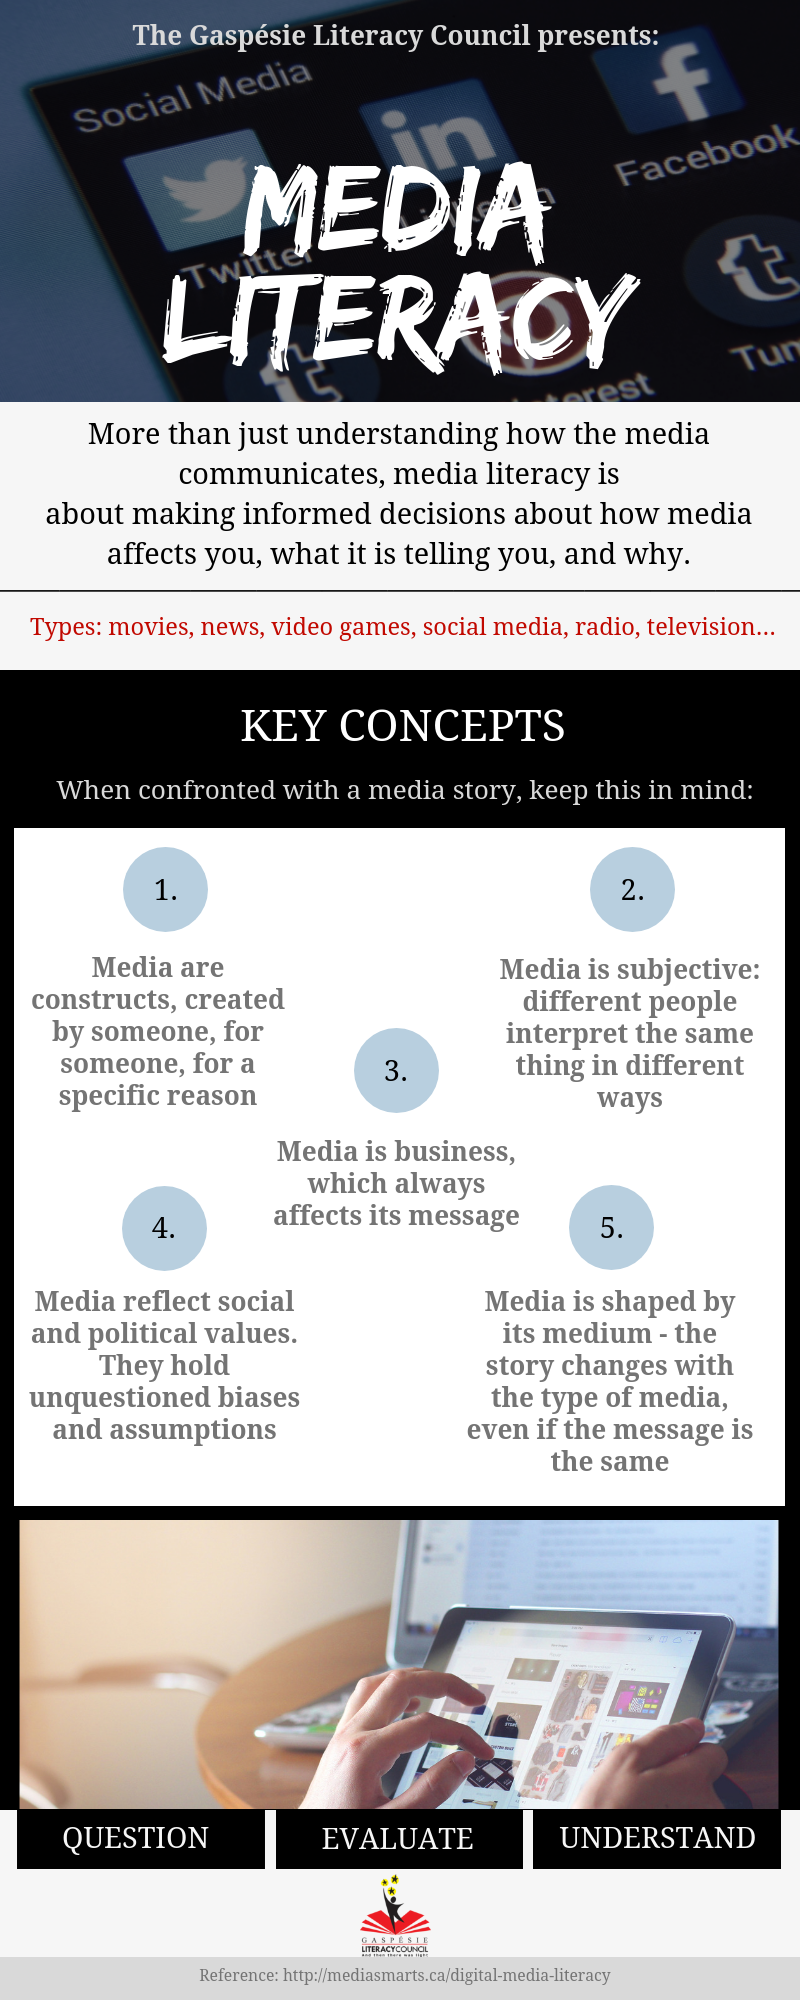 The Gaspésie Literacy Council presents:
Social Media
Facebook
Twitter
MEDIA
LITERACY
More than just understanding how the media
communicates, media literacy is
about making informed decisions about how media
affects you, what it is telling you, and why.
Types: movies, news, video games, social media, radio, television...
KEY CONCEPTS
When confronted with a media story, keep this in mind:
1.
Media are
constructs, created
by someone, for
someone, for a
specific reason
2.
Media is subjective:
different people
interpret the same
thing in different
ways
3.
Media is business,
which always
affects its message
4.
Media reflect social
and political values.
They hold
unquestioned biases
and assumptions
5.
Media is shaped by
its medium - the
story changes with
the type of media,
even if the message is
the same
QUESTION
EVALUATE
UNDERSTAND
GASPÉSIE
LITERACY COUNCIL
and then there was light
Reference: http://mediasmarts.ca/digital-media-literacy